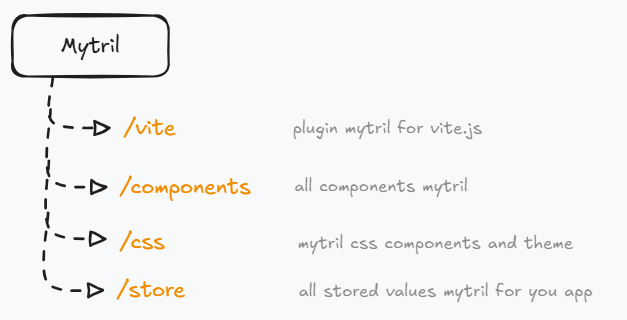 Mytril
/vite plugin mytril for vite.js
/components all components mytril
/css mytril css components and theme
/store all stored values mytril for you app